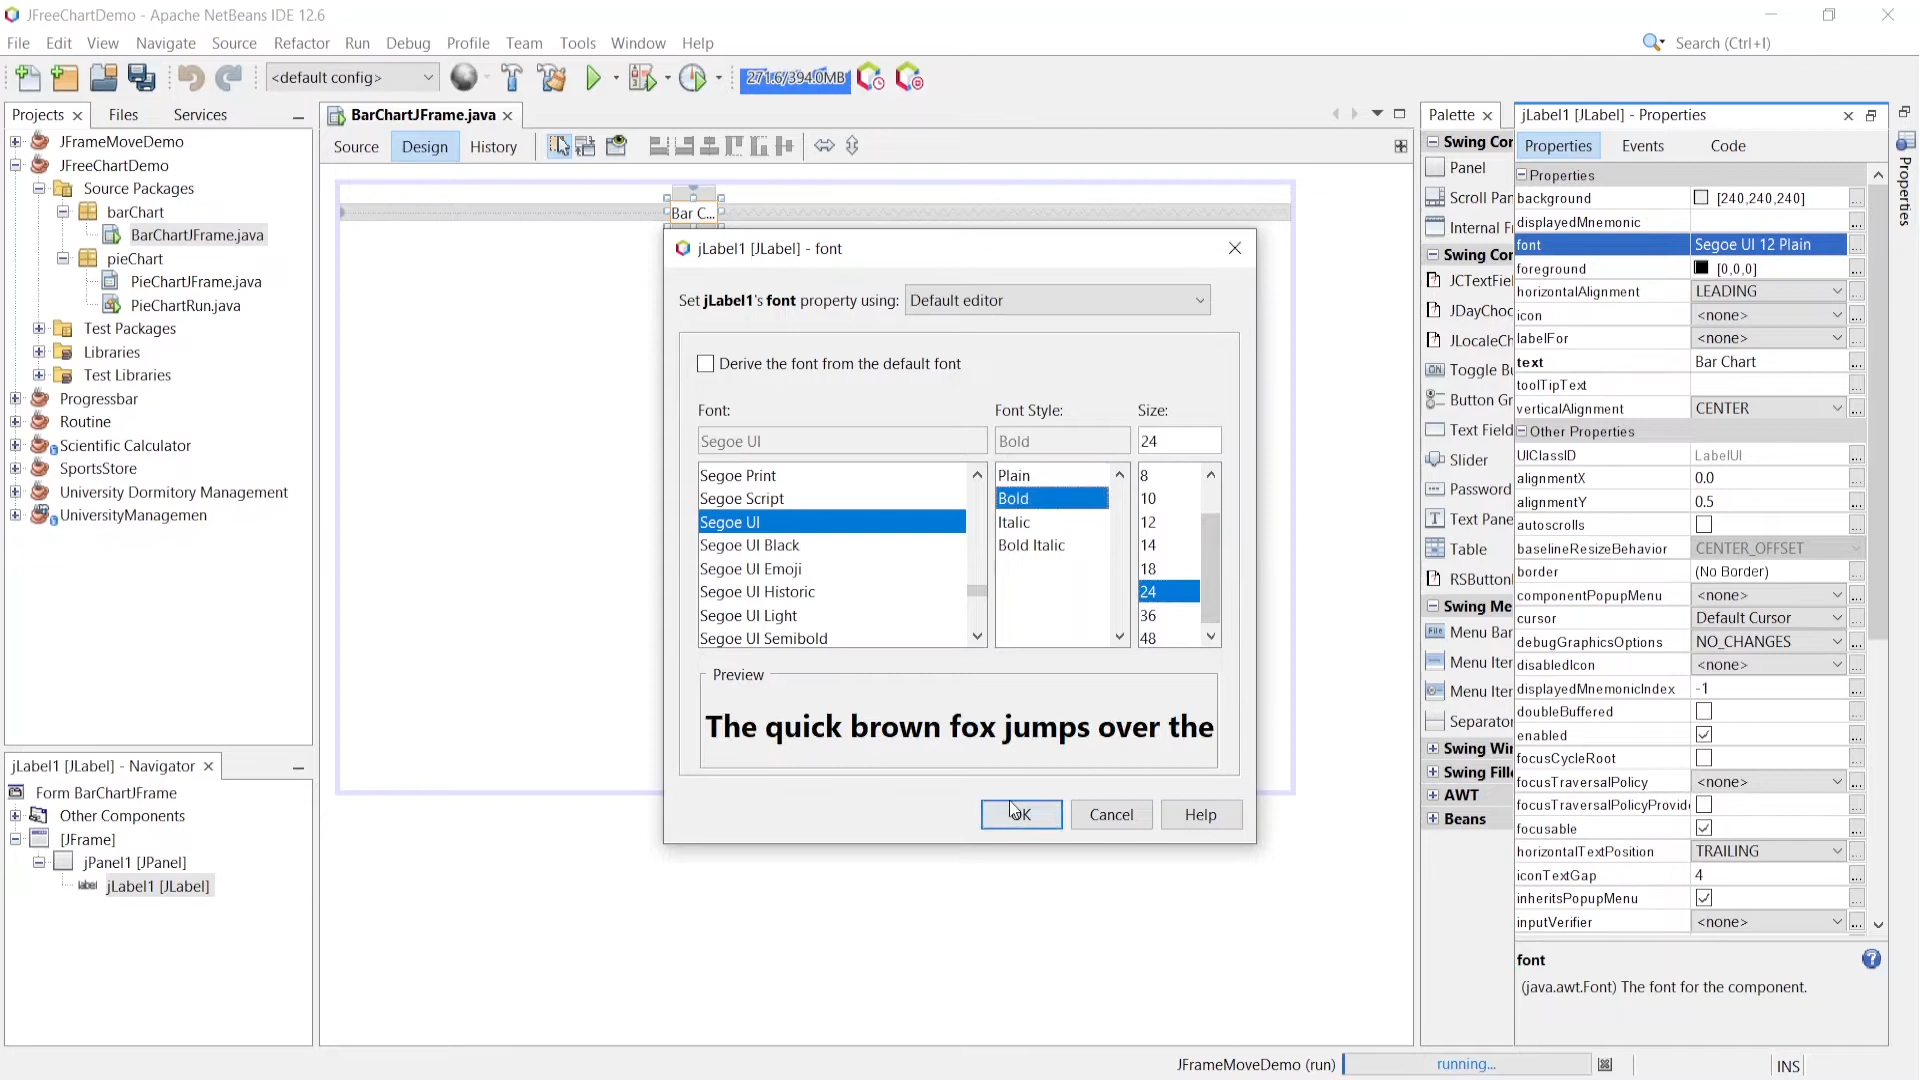 JFreeChartDemo - Apache NetBeans IDE 12.6
File Edit View Navigate Source Refactor Run Debug Profile Team Tools Window Help
Search (Ctrl+I)
<default config>
271.6/394.0MB
Projects Files Services
JFrameMoveDemo
JFreeChartDemo
Source Packages
barChart
BarChartJFrame.java
pieChart
PieChartJFrame.java
PieChartRun.java
Test Packages
Libraries
Test Libraries
Progressbar
Routine
Scientific Calculator
SportsStore
University Dormitory Management
UniversityManagemen
jLabel1 [JLabel] - Navigator
Form BarChartJFrame
Other Components
[JFrame]
jPanel1 [JPanel]
label jLabel1 [JLabel]
BarChartJFrame.java
Source Design History
Bar C...
jLabel1 [JLabel] - font
Set jLabel1's font property using: Default editor
Derive the font from the default font
Font: Font Style: Size:
Segoe UI Bold 24
Segoe Print
Segoe Script
Segoe UI
Segoe UI Black
Segoe UI Emoji
Segoe UI Historic
Segoe UI Light
Segoe UI Semibold
Plain
Bold
Italic
Bold Italic
8
10
12
14
18
24
36
48
Preview
The quick brown fox jumps over the
OK Cancel Help
Palette
Swing Cor
Panel
Scroll Pan
Internal Fr
Swing Cor
JCTextFiel
JDayChoo
JLocaleCh
ON Toggle Bu
Button Gr
Text Field
Slider
Password
Text Pane
Table
RSButton
Swing Me
File Menu Bar
Menu Iter
Menu Iter
Separator
Swing Win
Swing Fille
AWT
Beans
jLabel1 [JLabel] - Properties
Properties Events Code
Properties
background [240,240,240] ...
displayedMnemonic ...
font Segoe UI 12 Plain ...
foreground [0,0,0] ...
horizontalAlignment LEADING ...
icon <none> ...
labelFor <none> ...
text Bar Chart ...
toolTipText ...
verticalAlignment CENTER ...
Other Properties
UIClassID LabelUI ...
alignmentX 0.0 ...
alignmentY 0.5 ...
autoscrolls ...
baselineResizeBehavior CENTER_OFFSET ...
border (No Border) ...
componentPopupMenu <none> ...
cursor Default Cursor ...
debugGraphicsOptions NO_CHANGES ...
disabledIcon <none> ...
displayedMnemonicIndex -1 ...
doubleBuffered ...
enabled ...
focusCycleRoot ...
focusTraversalPolicy <none> ...
focusTraversalPolicyProvid ...
focusable ...
horizontalTextPosition TRAILING ...
iconTextGap 4 ...
inheritsPopupMenu ...
inputVerifier <none> ...
font
(java.awt.Font) The font for the component.
Properties
JFrameMoveDemo (run) running... INS